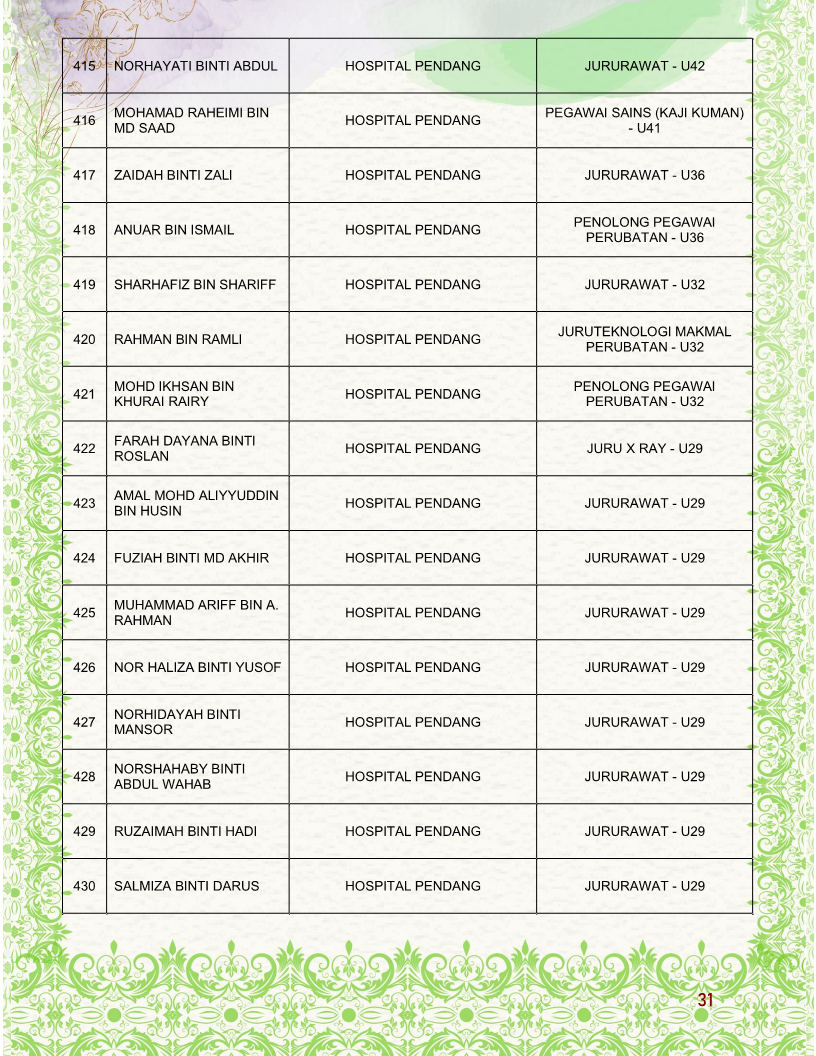 415 NORHAYATI BINTI ABDUL HOSPITAL PENDANG JURURAWAT - U42
416 MOHAMAD RAHEIMI BIN MD SAAD HOSPITAL PENDANG PEGAWAI SAINS (KAJI KUMAN) - U41
417 ZAIDAH BINTI ZALI HOSPITAL PENDANG JURURAWAT - U36
418 ANUAR BIN ISMAIL HOSPITAL PENDANG PENOLONG PEGAWAI PERUBATAN - U36
419 SHARHAFIZ BIN SHARIFF HOSPITAL PENDANG JURURAWAT - U32
420 RAHMAN BIN RAMLI HOSPITAL PENDANG JURUTEKNOLOGI MAKMAL PERUBATAN - U32
421 MOHD IKHSAN BIN KHURAI RAIRY HOSPITAL PENDANG PENOLONG PEGAWAI PERUBATAN - U32
422 FARAH DAYANA BINTI ROSLAN HOSPITAL PENDANG JURU X RAY - U29
423 AMAL MOHD ALIYYUDDIN BIN HUSIN HOSPITAL PENDANG JURURAWAT - U29
424 FUZIAH BINTI MD AKHIR HOSPITAL PENDANG JURURAWAT - U29
425 MUHAMMAD ARIFF BIN A. RAHMAN HOSPITAL PENDANG JURURAWAT - U29
426 NOR HALIZA BINTI YUSOF HOSPITAL PENDANG JURURAWAT - U29
427 NORHIDAYAH BINTI MANSOR HOSPITAL PENDANG JURURAWAT - U29
428 NORSHAHABY BINTI ABDUL WAHAB HOSPITAL PENDANG JURURAWAT - U29
429 RUZAIMAH BINTI HADI HOSPITAL PENDANG JURURAWAT - U29
430 SALMIZA BINTI DARUS HOSPITAL PENDANG JURURAWAT - U29
31